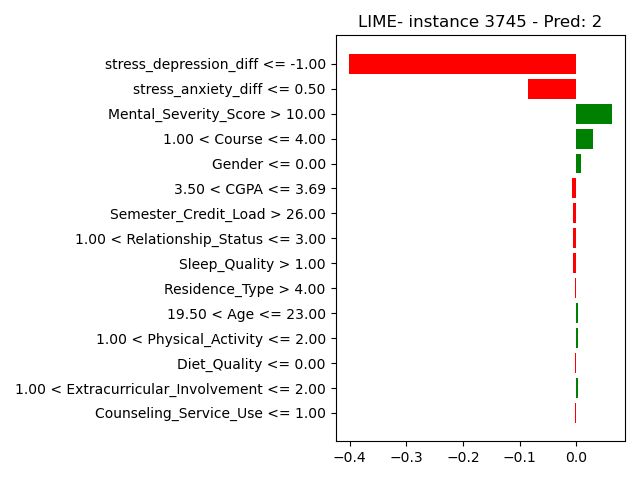 LIME- instance 3745 - Pred: 2
stress_depression_diff <= -1.00
stress_anxiety_diff <= 0.50
Mental_Severity_Score > 10.00
1.00 < Course <= 4.00
Gender <= 0.00
3.50 < CGPA <= 3.69
Semester_Credit_Load > 26.00
1.00 < Relationship_Status <= 3.00
Sleep_Quality > 1.00
Residence_Type > 4.00
19.50 < Age <= 23.00
1.00 < Physical_Activity <= 2.00
Diet_Quality <= 0.00
1.00 < Extracurricular_Involvement <= 2.00
Counseling_Service_Use <= 1.00
−0.4 −0.3 −0.2 −0.1 0.0